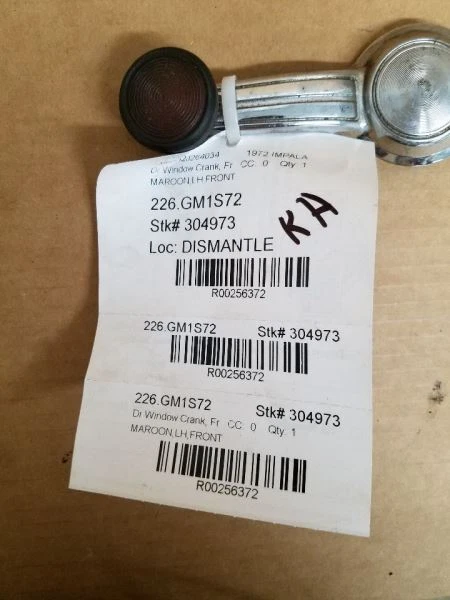 1972 IMPALA
Dr Window Crank, Fr CC 0 Qty 1
MAROON,LH,FRONT
226.GM1S72
Stk# 304973
Loc: DISMANTLE
KA
R00256372
226.GM1S72 Stk# 304973
R00256372
226.GM1S72 Stk# 304973
Dr Window Crank, Fr CC 0 Qty 1
MAROON,LH,FRONT
R00256372